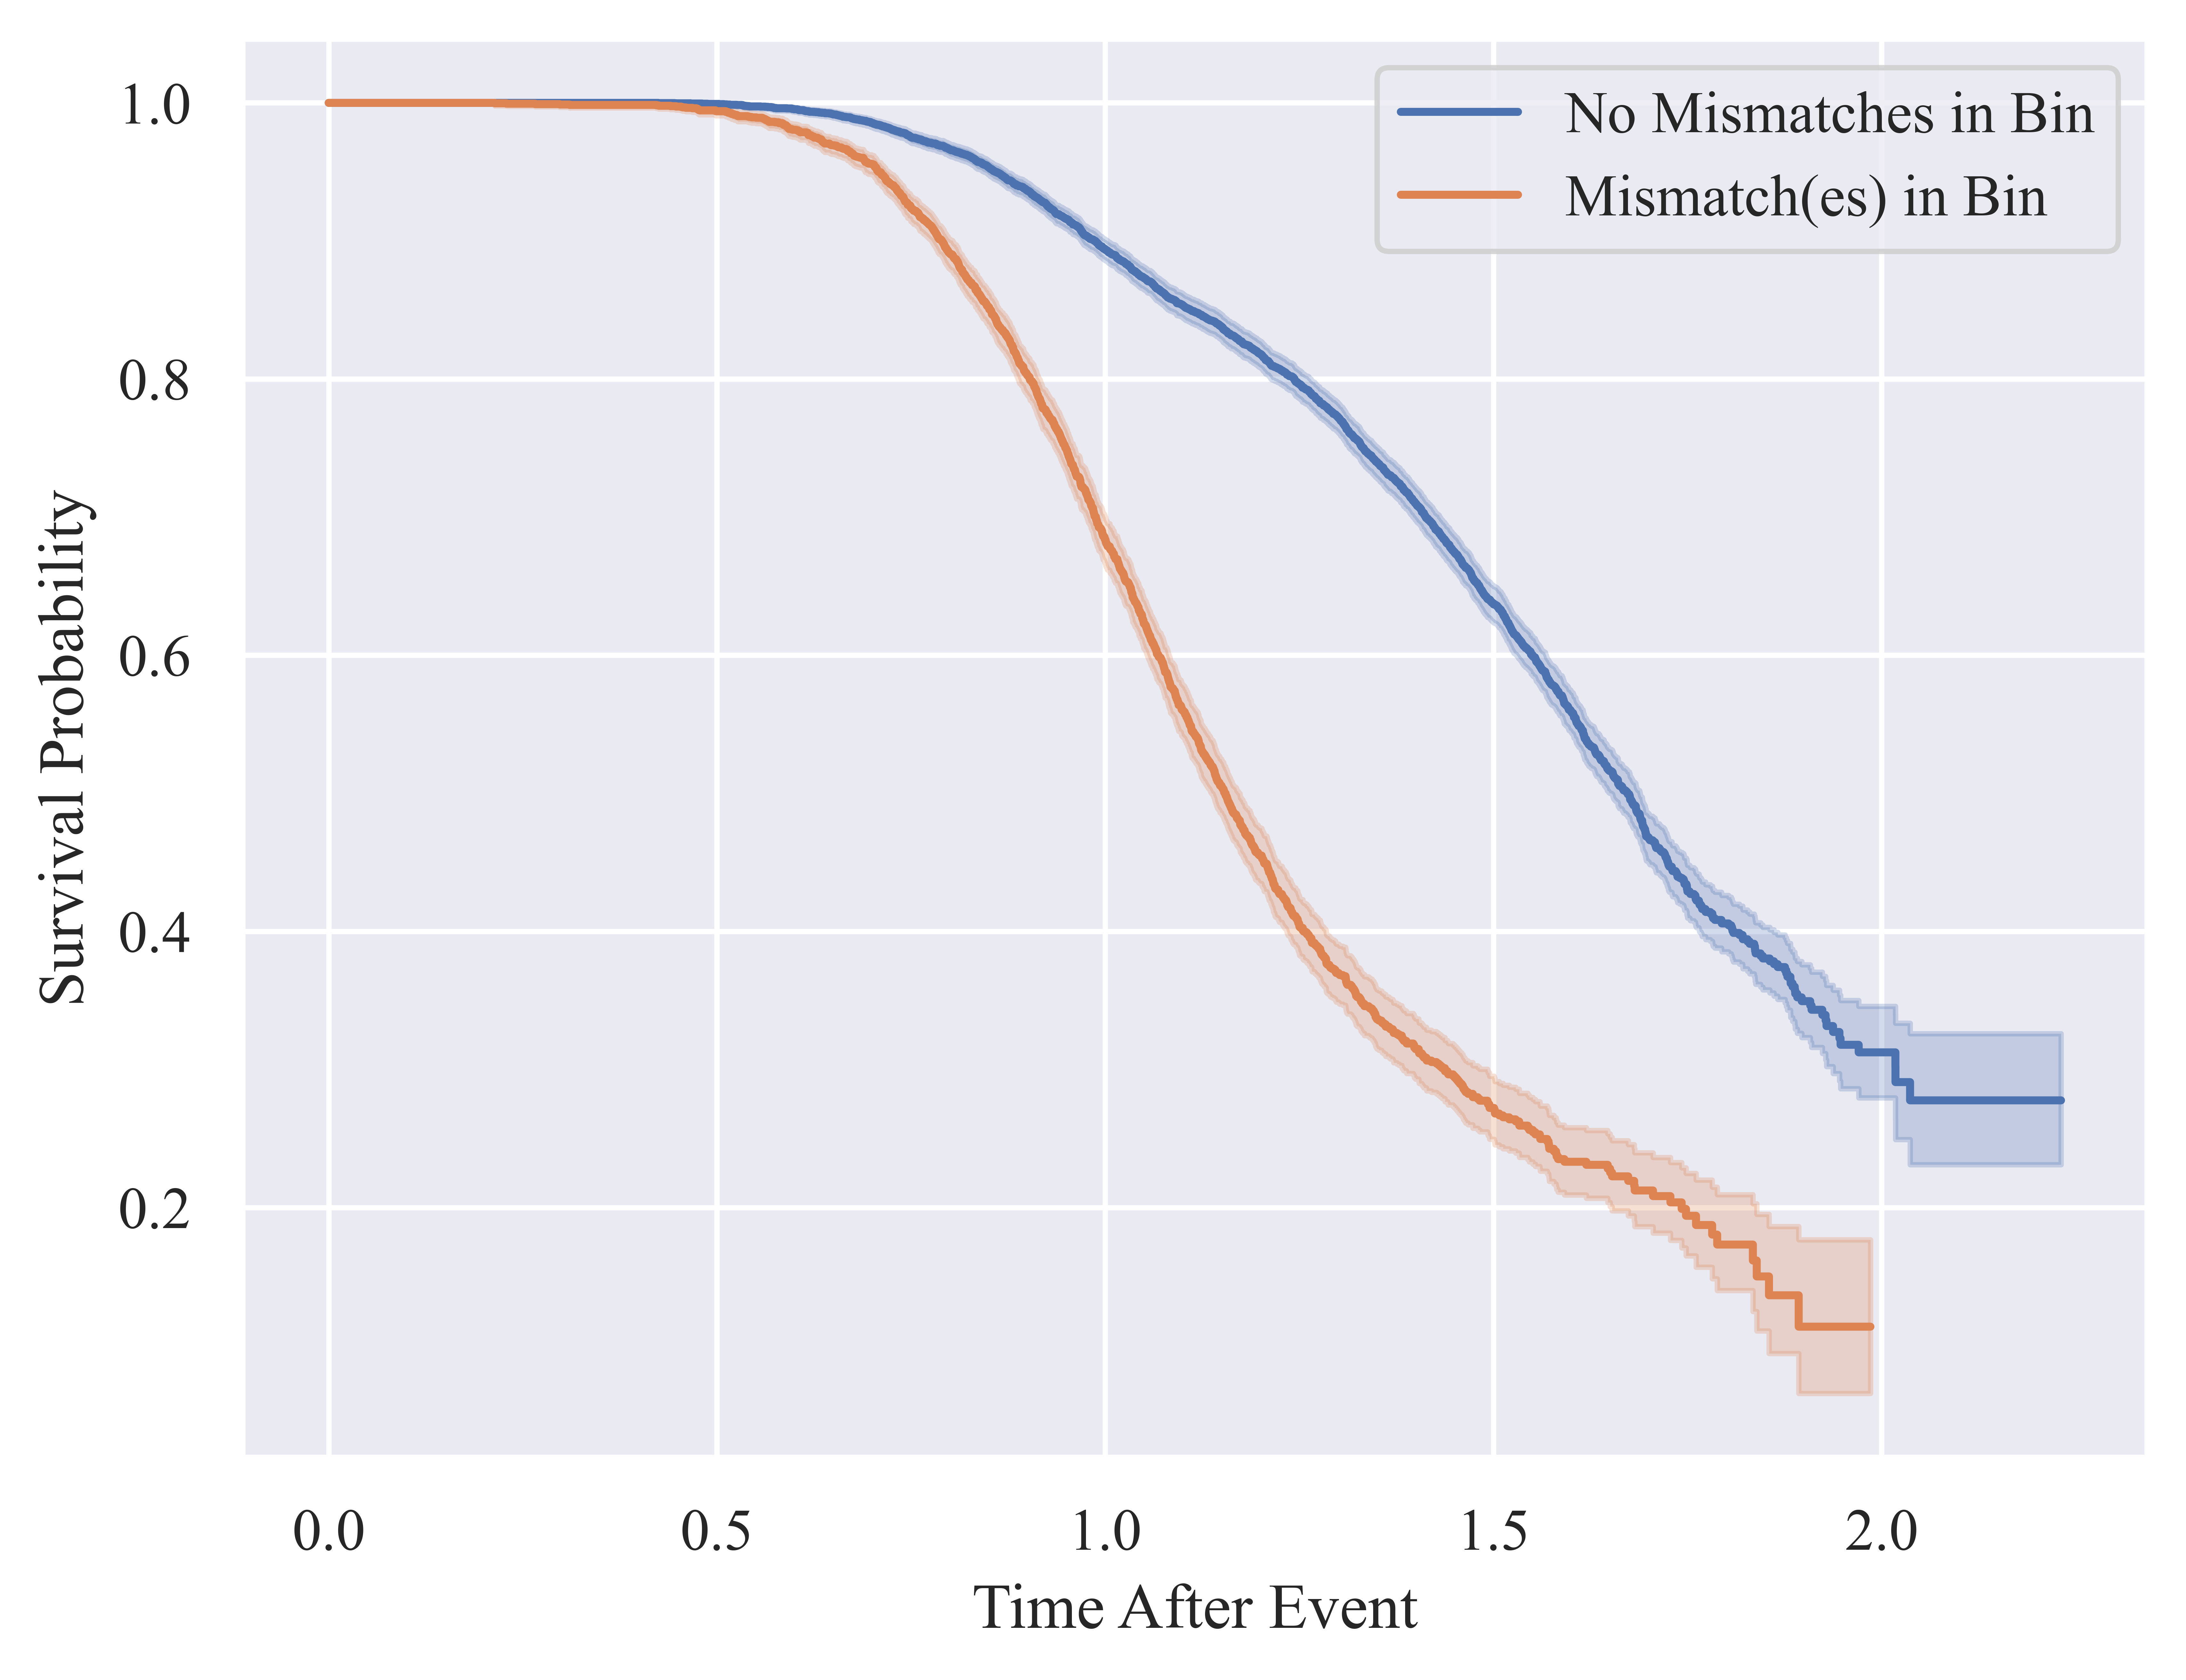 No Mismatches in Bin
Mismatch(es) in Bin
1.0
0.8
0.6
0.4
0.2
Survival Probability
0.0 0.5 1.0 1.5 2.0
Time After Event